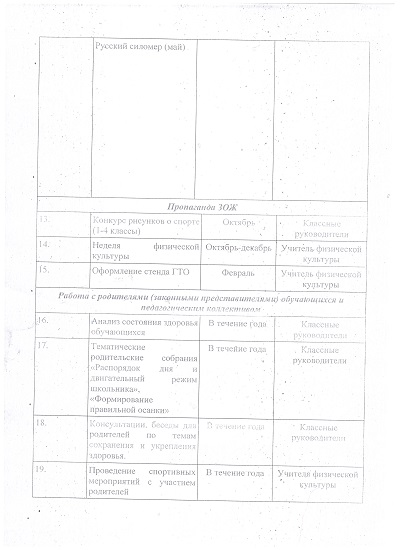 Русский силомер (май)
Пропаганда ЗОЖ
13. Конкурс рисунков о спорте Октябрь Классные
(1-4 классы) руководители
14. Неделя физической Октябрь-декабрь Учитель физической
культуры культуры
15. Оформление стенда ГТО Февраль Учитель физической
культуры
Работа с родителями (законными представителями) обучающихся и
педагогическим коллективом
16. Анализ состояния здоровья В течение года Классные
обучающихся руководители
17. Тематические В течение года Классные
родительские собрания руководители
«Распорядок дня и
двигательный режим
школьника»,
«Формирование
правильной осанки»
18. Консультации, беседы для В течение года Классные
родителей по темам руководители
сохранения и укрепления
здоровья.
19. Проведение спортивных В течение года Учителя физической
мероприятий с участием культуры
родителей